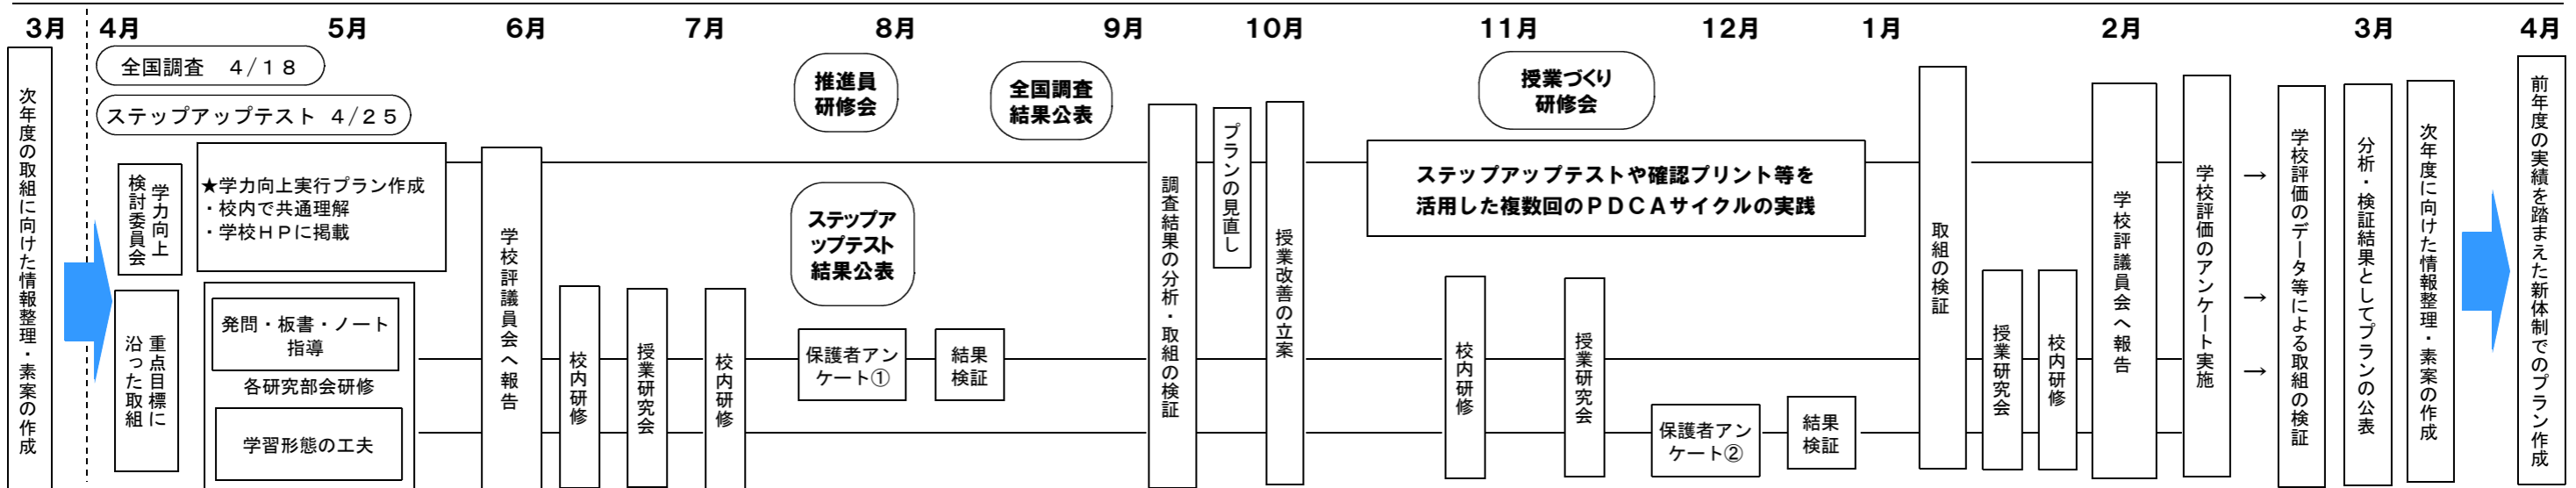 3月
4月
5月
6月
7月
8月
9月
10月
11月
12月
1月
2月
3月
4月
次年度の取組に向けた情報整理・素案の作成
全国調査　4/18
ステップアップテスト　4/25
学力向上
検討委員会
重点目標に
沿った取組
★学力向上実行プラン作成
・校内で共通理解
・学校ＨＰに掲載
発問・板書・ノート
指導
各研究部会研修
学習形態の工夫
学校評議員会へ報告
校内研修
授業研究会
校内研修
推進員
研修会
ステップア
ップテスト
結果公表
保護者アン
ケート①
結果
検証
全国調査
結果公表
調査結果の分析・取組の検証
プランの見直し
授業改善の立案
授業づくり
研修会
ステップアップテストや確認プリント等を
活用した複数回のＰＤＣＡサイクルの実践
校内研修
授業研究会
保護者アン
ケート②
結果
検証
取組の検証
授業研究会
校内研修
学校評議員会へ報告
学校評価のアンケート実施
→
→
→
学校評価のデータ等による取組の検証
分析・検証結果としてプランの公表
次年度に向けた情報整理・素案の作成
前年度の実績を踏まえた新体制でのプラン作成